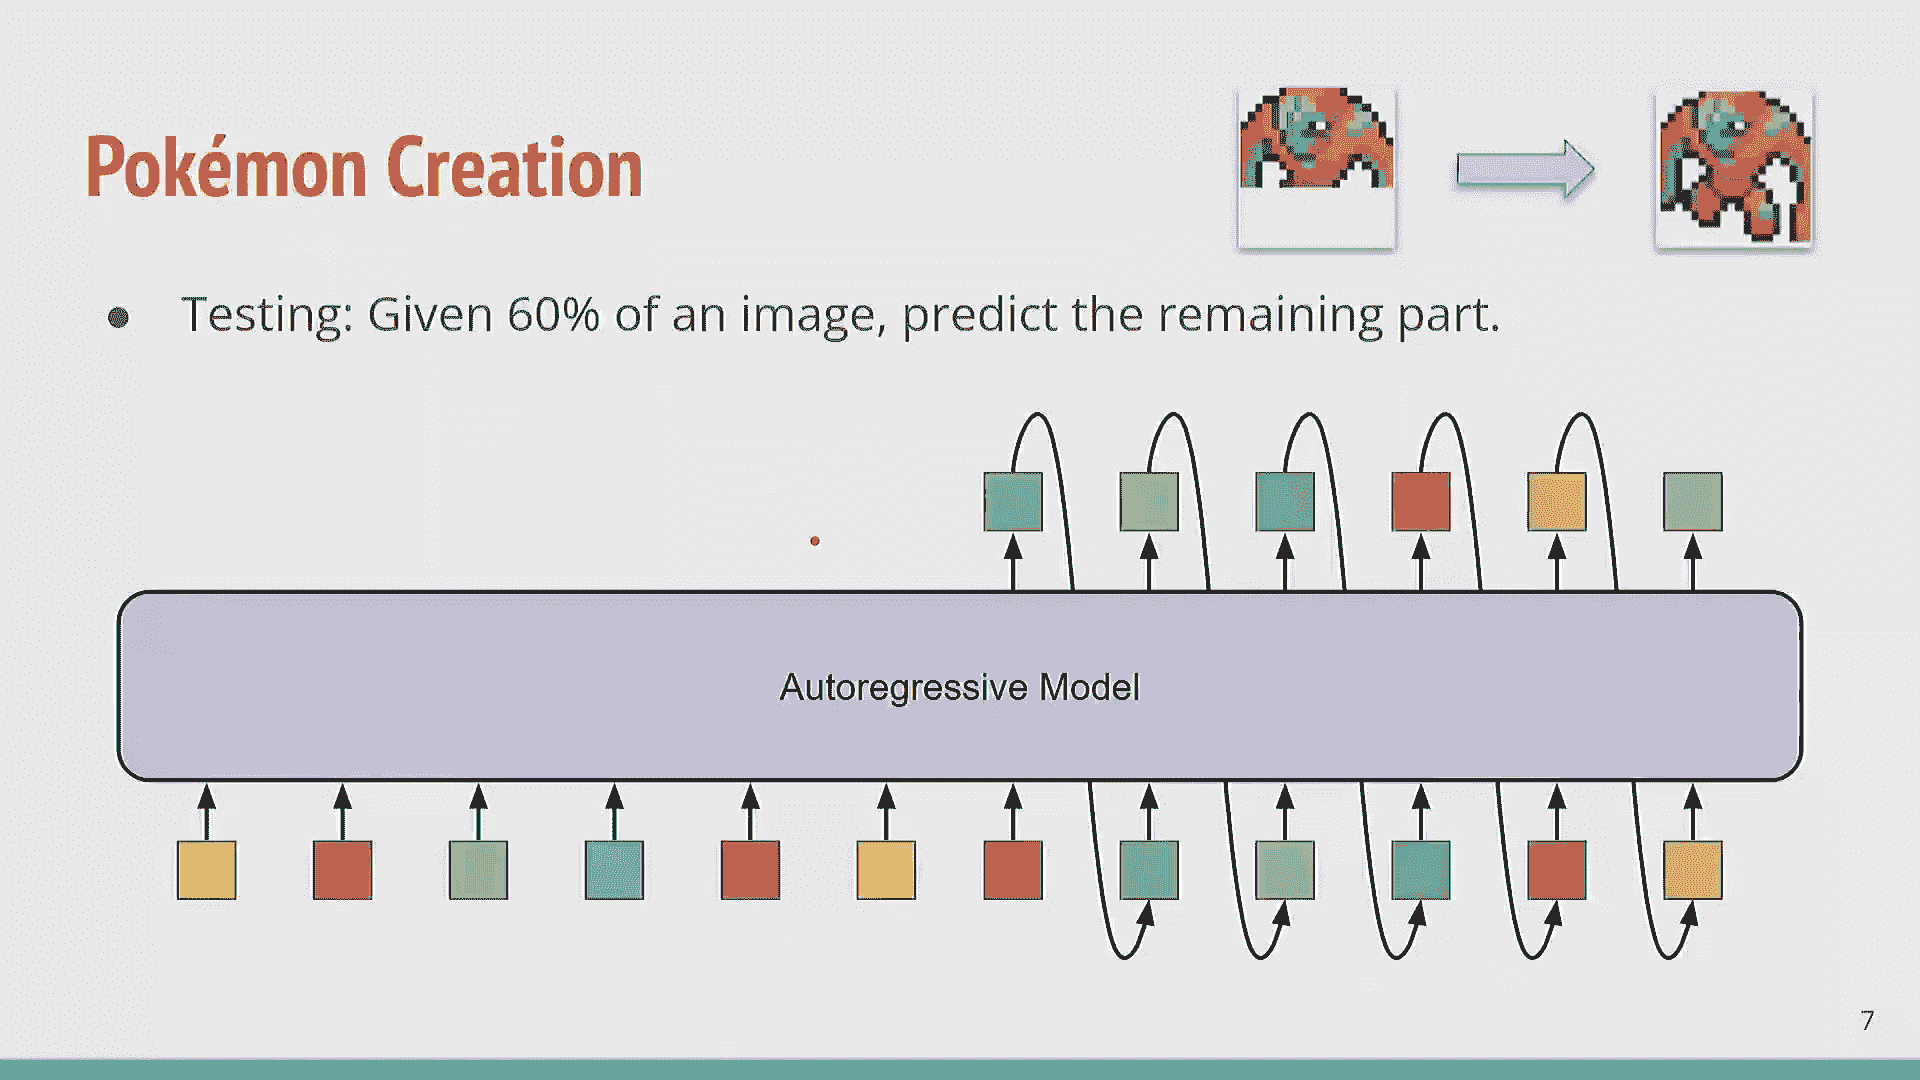 Pokémon Creation
● Testing: Given 60% of an image, predict the remaining part.
Autoregressive Model
7